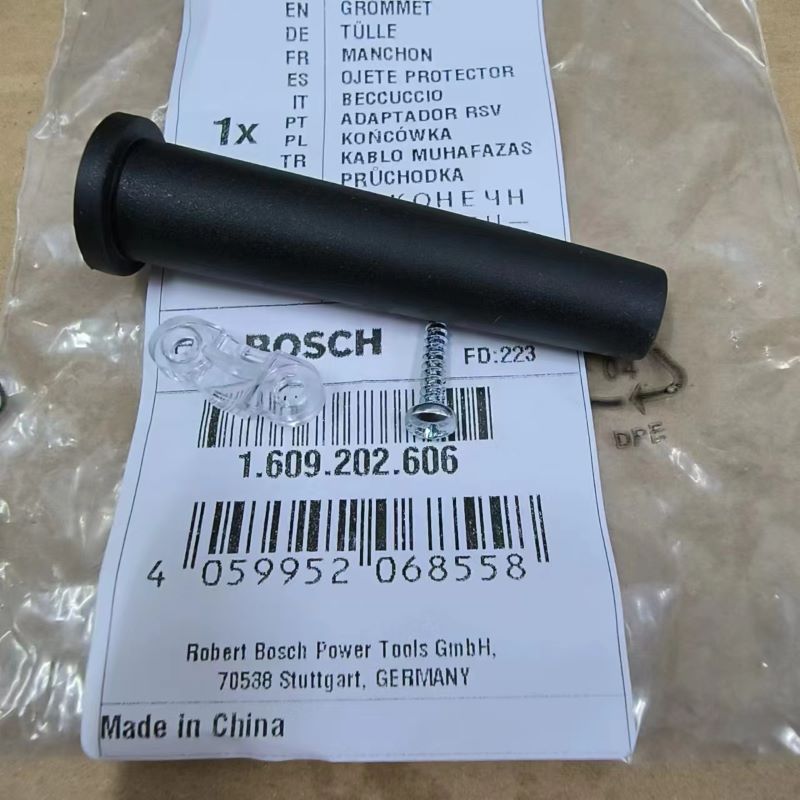 EN GROMMET
DE TÜLLE
FR MANCHON
ES OJETE PROTECTOR
IT BECCUCCIO
PT ADAPTADOR RSV
PL KOŃCÓWKA
TR KABLO MUHAFAZAS
PRŮCHODKA
1x
BOSCH
FD:223
1.609.202.606
4 059952 068558
Robert Bosch Power Tools GmbH,
70538 Stuttgart, GERMANY
Made in China
04
DPE